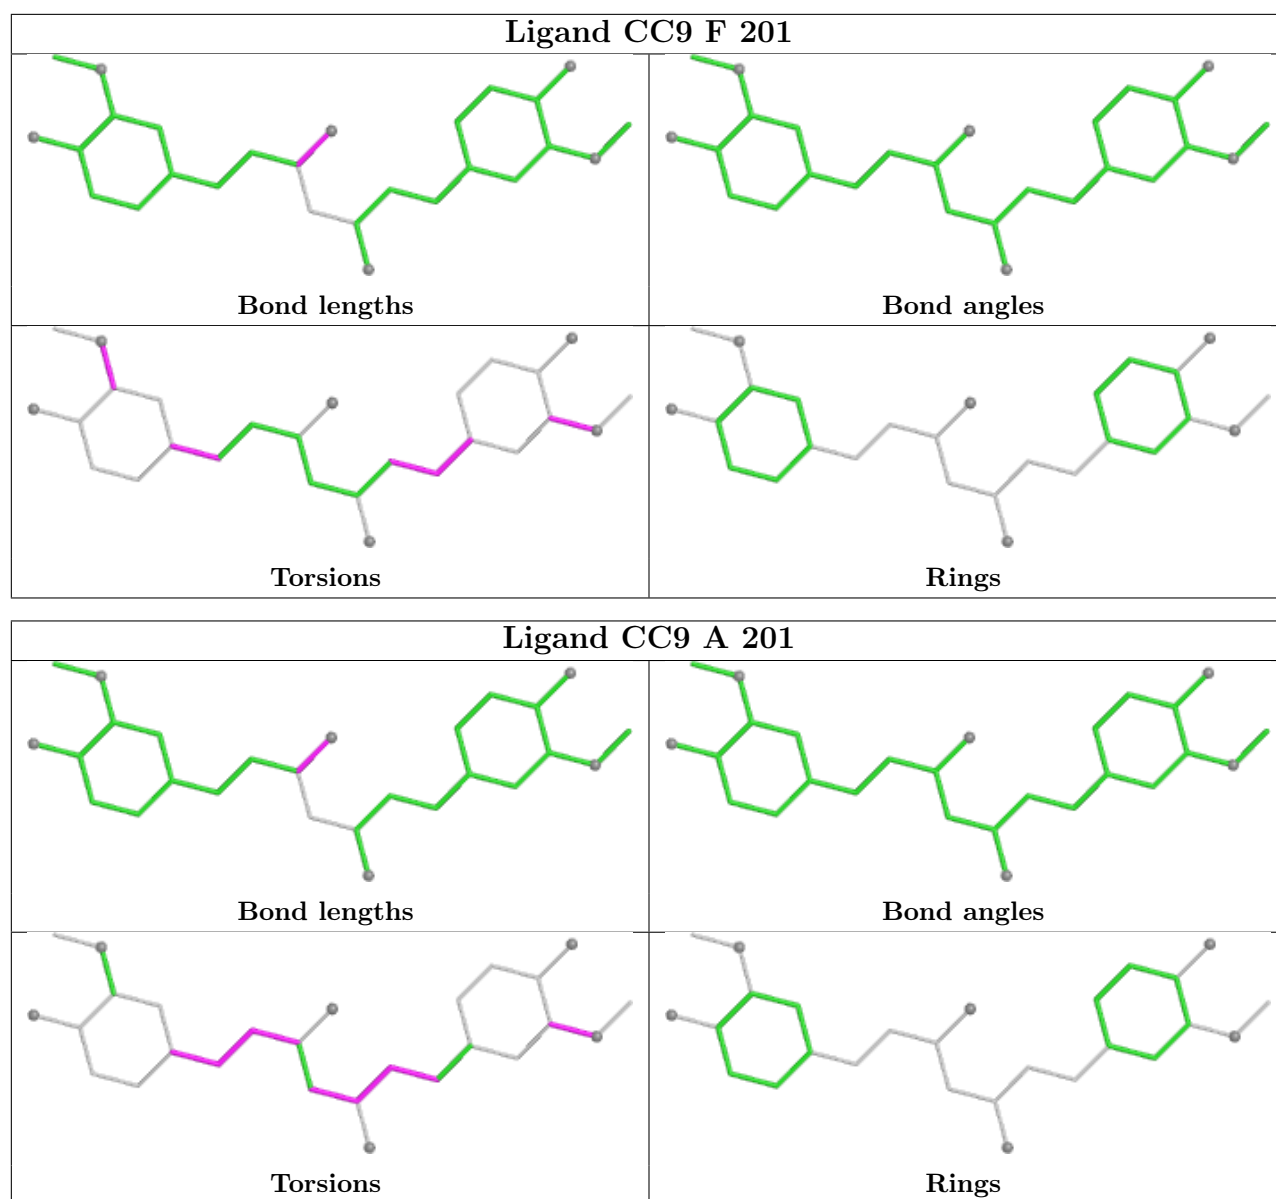 Ligand CC9 F 201
Bond lengths
Bond angles
Torsions
Rings
Ligand CC9 A 201
Bond lengths
Bond angles
Torsions
Rings